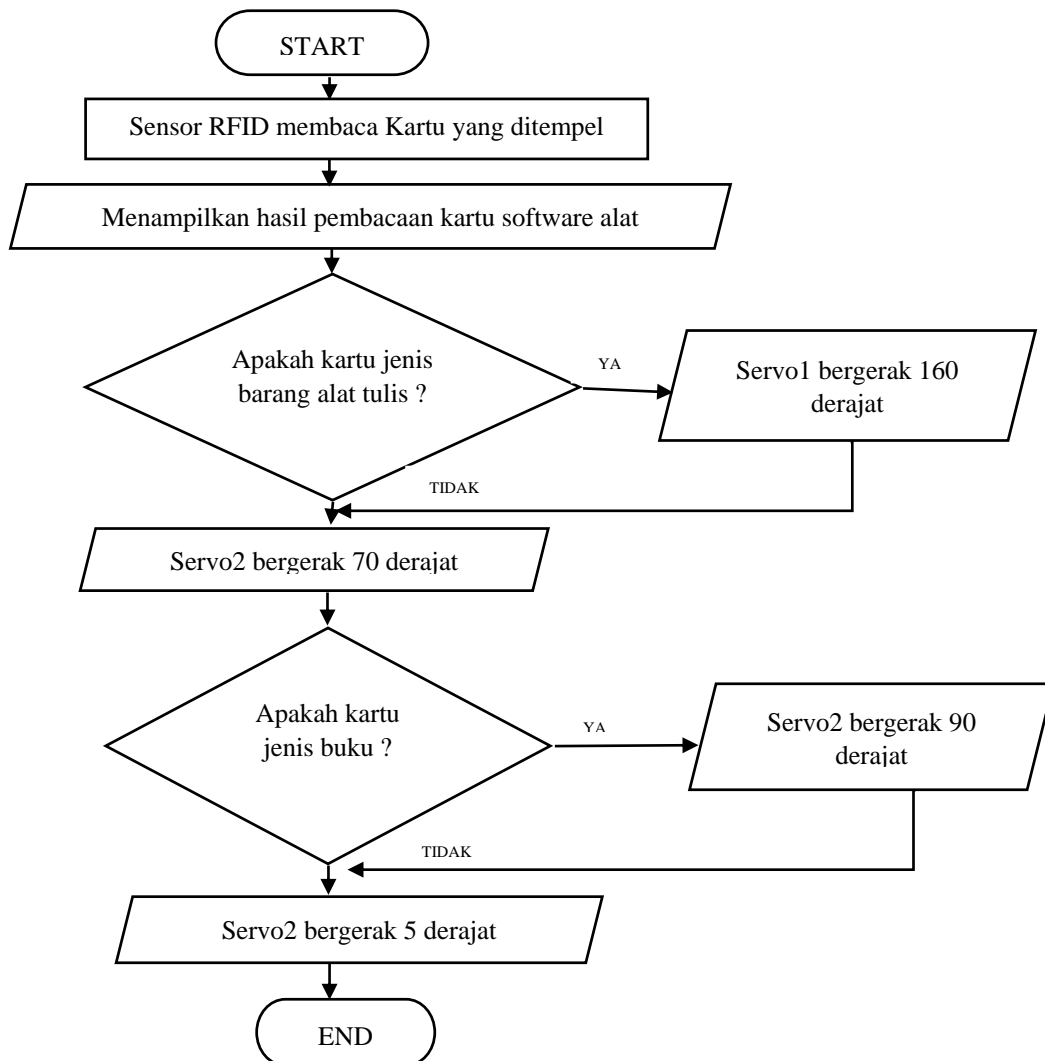 START
Sensor RFID membaca Kartu yang ditempel
Menampilkan hasil pembacaan kartu software alat
Apakah kartu jenis
barang alat tulis ?
YA
Servo1 bergerak 160
derajat
TIDAK
Servo2 bergerak 70 derajat
Apakah kartu
jenis buku ?
YA
Servo2 bergerak 90
derajat
TIDAK
Servo2 bergerak 5 derajat
END